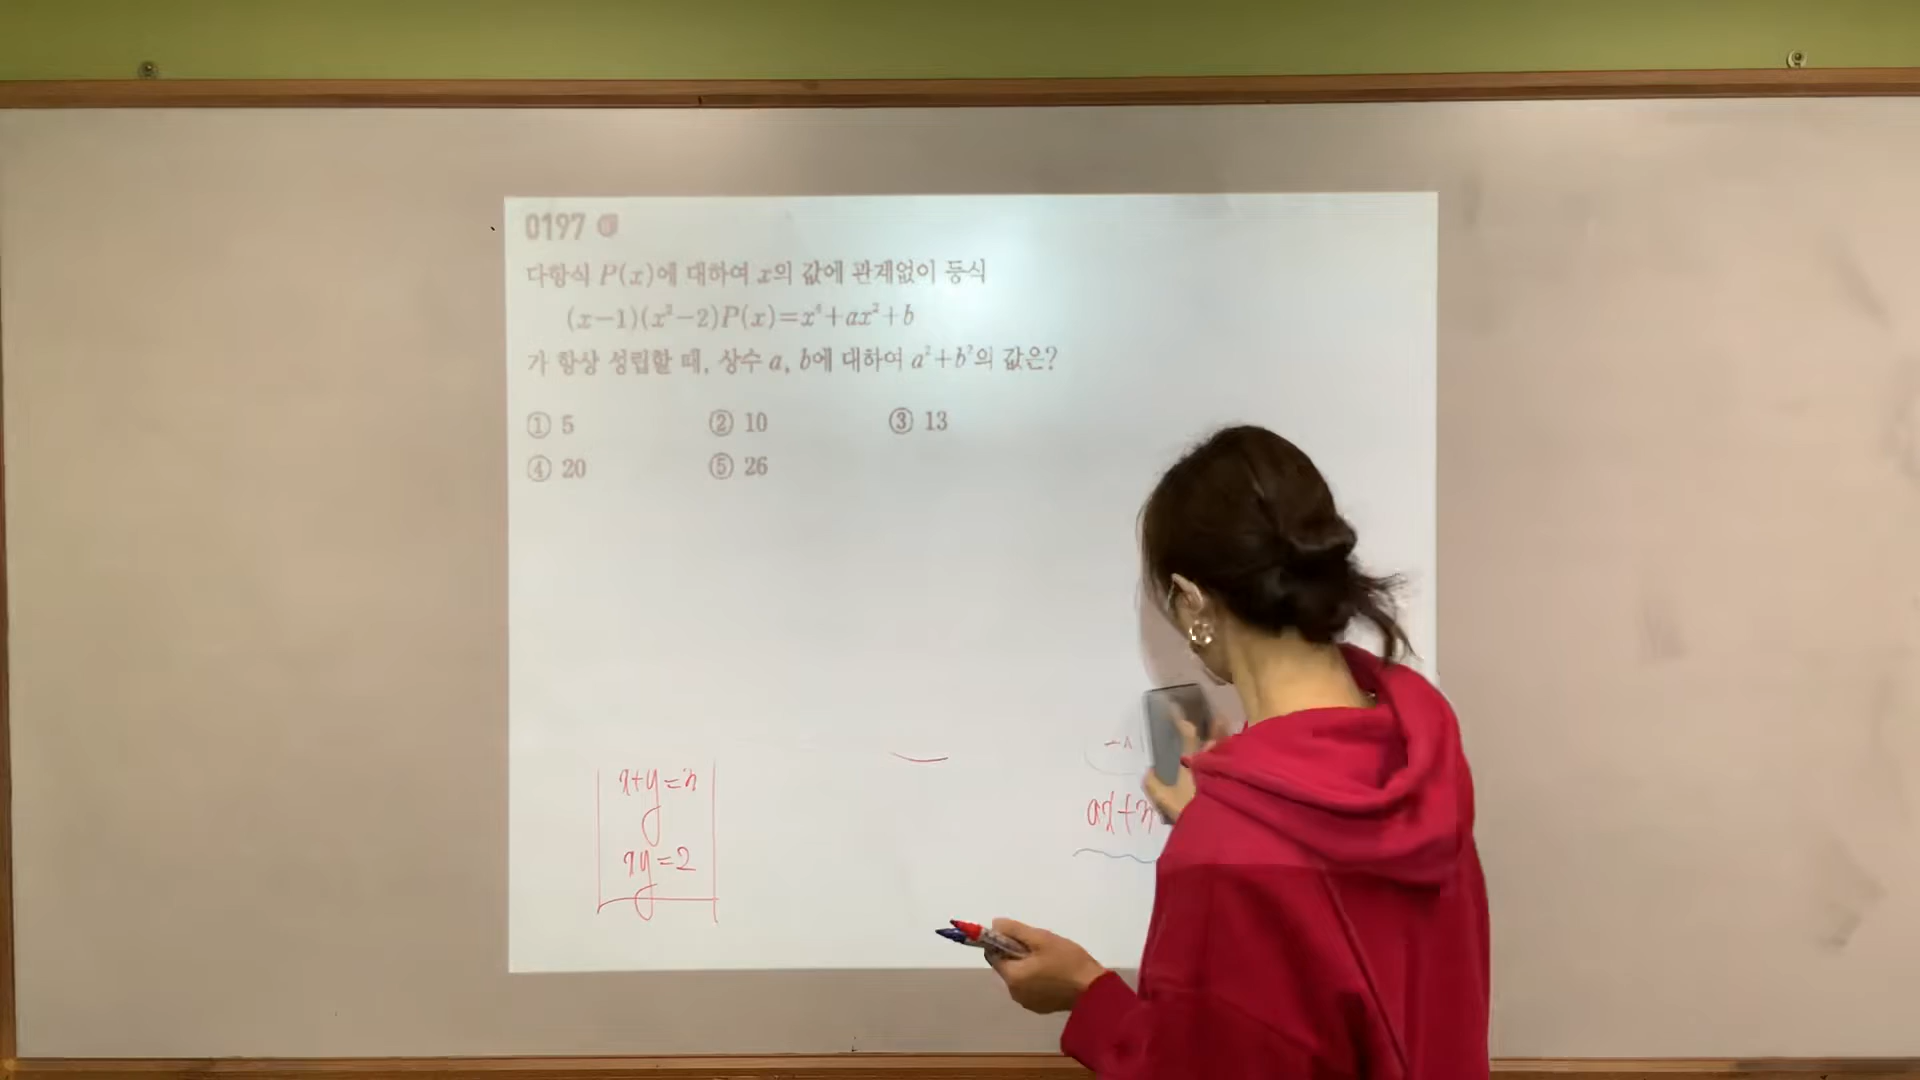 0197
다항식 P(x)에 대하여 x의 값에 관계없이 등식
(x-1)(x²-2)P(x)=x⁴+ax²+b
가 항상 성립할 때, 상수 a, b에 대하여 a²+b²의 값은?
① 5 ② 10 ③ 13
④ 20 ⑤ 26
xy=2